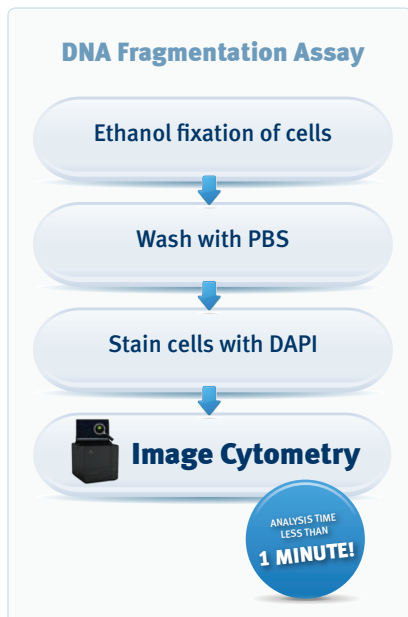 DNA Fragmentation Assay
Ethanol fixation of cells
Wash with PBS
Stain cells with DAPI
Image Cytometry
ANALYSIS TIME
LESS THAN
1 MINUTE!